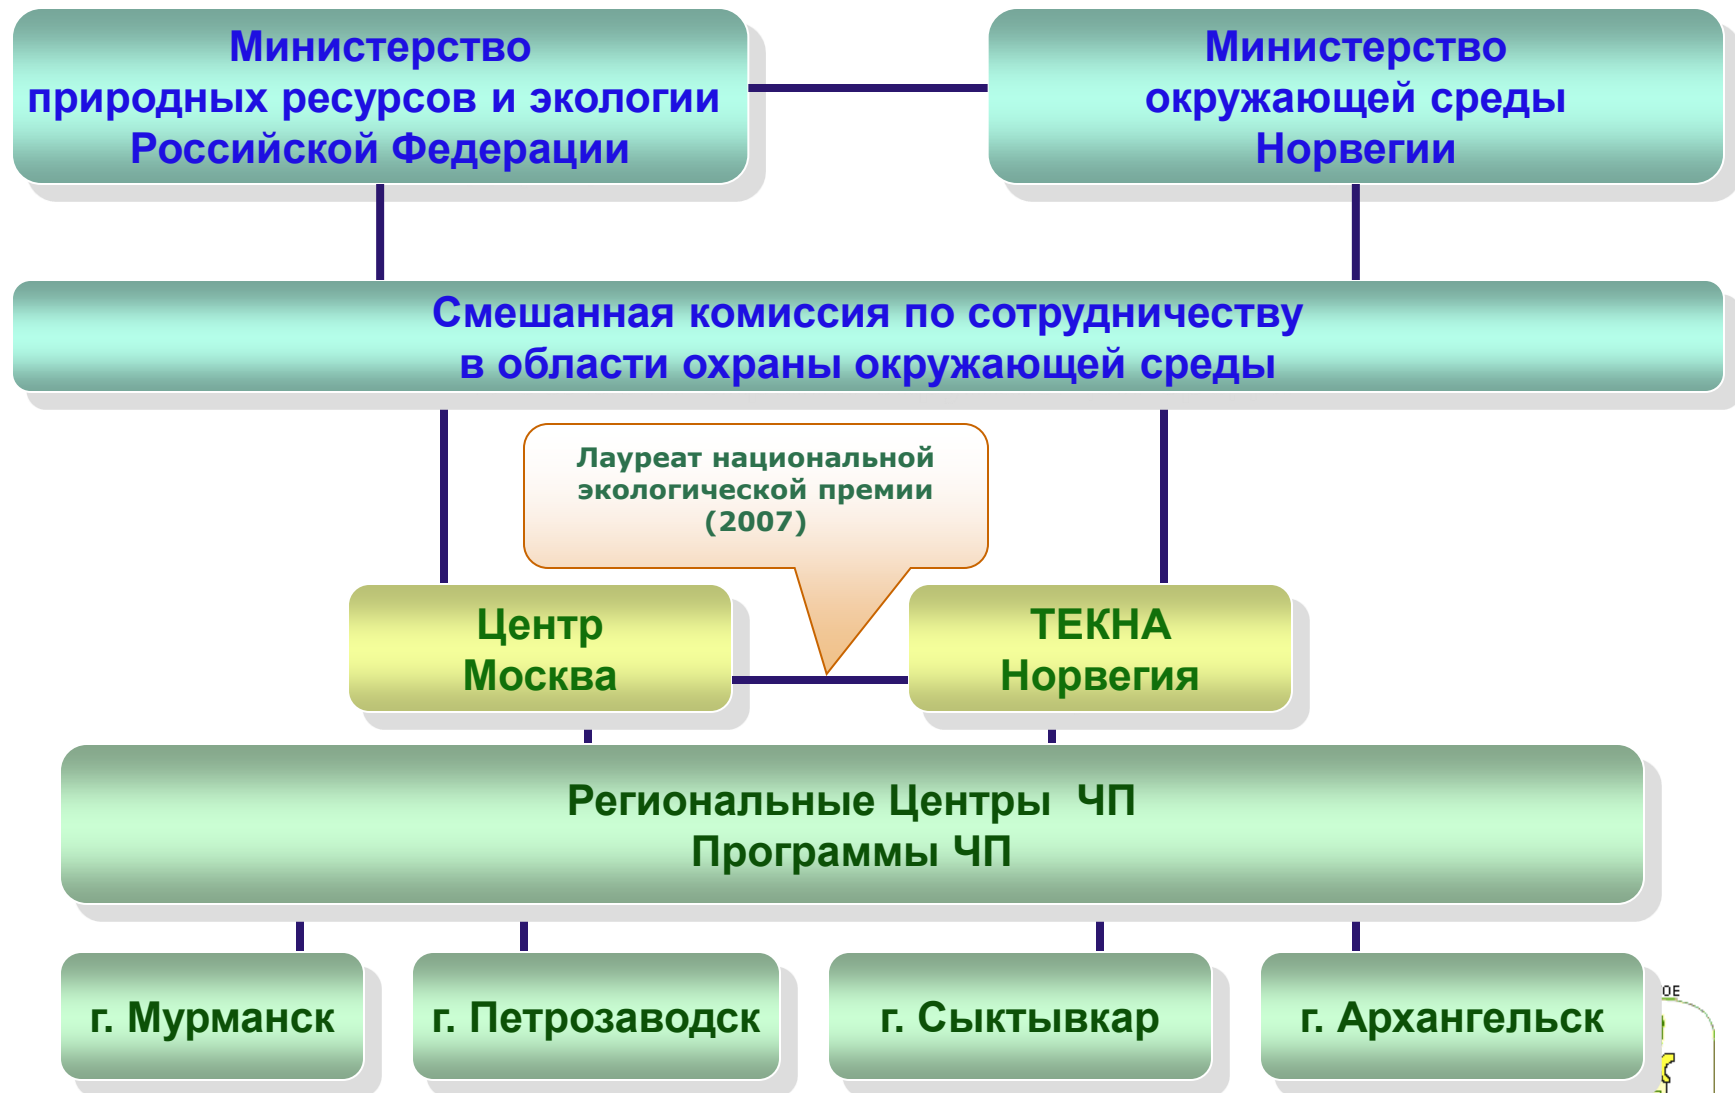 Министерство
природных ресурсов и экологии
Российской Федерации
Министерство
окружающей среды
Норвегии
Смешанная комиссия по сотрудничеству
в области охраны окружающей среды
Лауреат национальной
экологической премии
(2007)
Центр
Москва
ТЕКНА
Норвегия
Региональные Центры ЧП
Программы ЧП
г. Мурманск
г. Петрозаводск
г. Сыктывкар
г. Архангельск